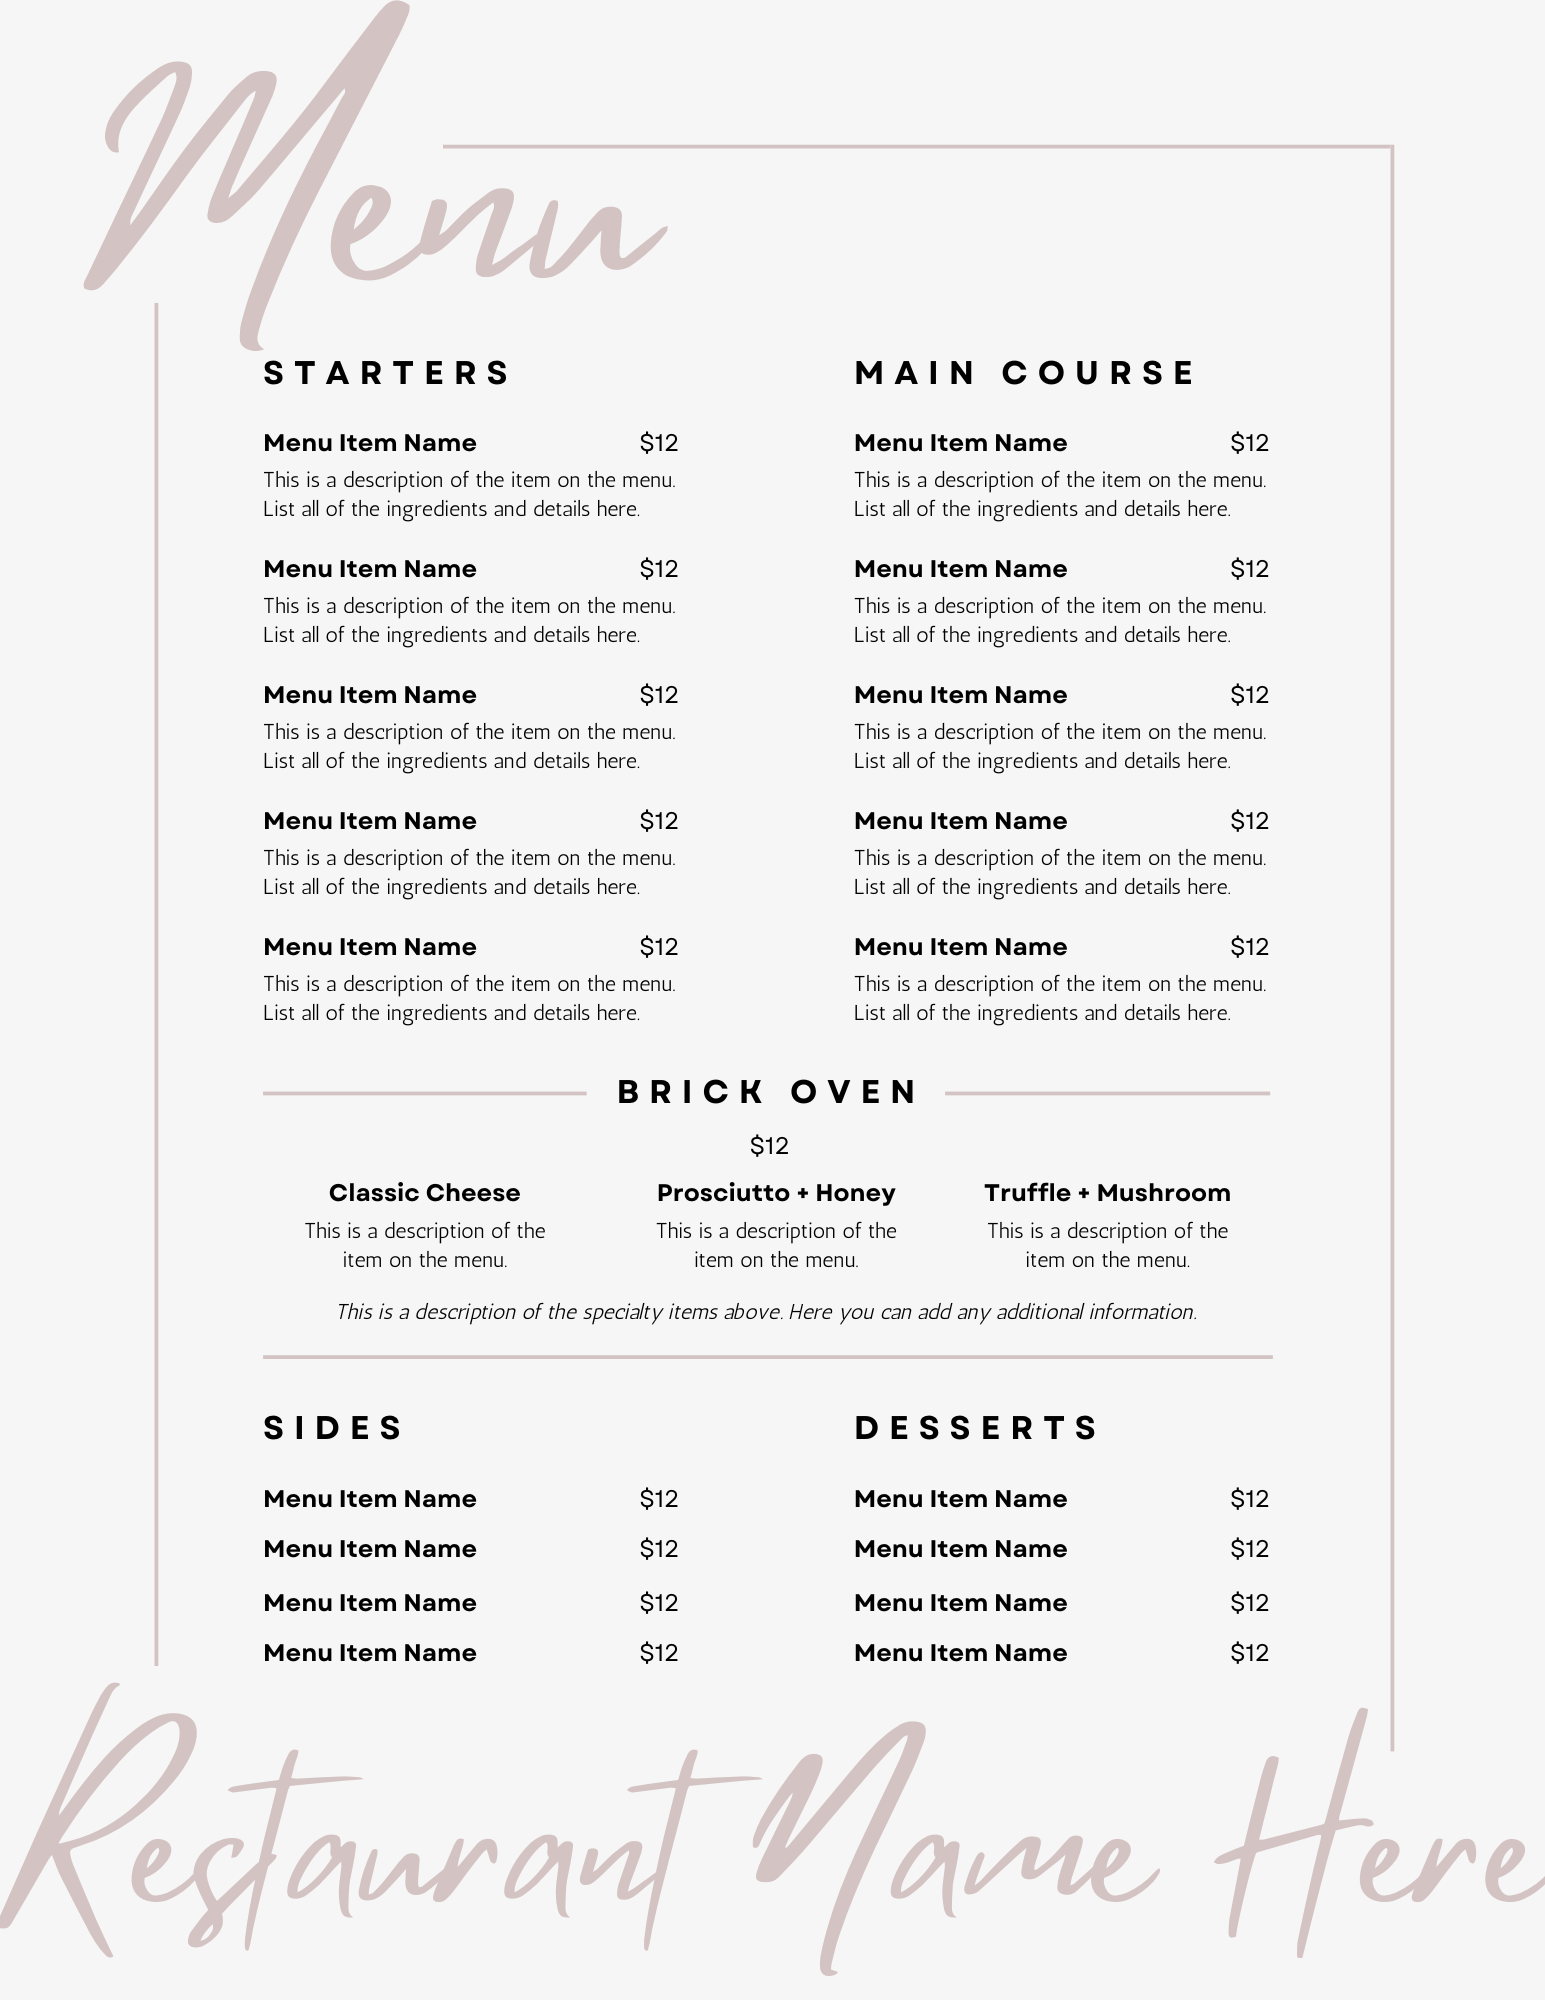 Menu
STARTERS
Menu Item Name $12
This is a description of the item on the menu.
List all of the ingredients and details here.
Menu Item Name $12
This is a description of the item on the menu.
List all of the ingredients and details here.
Menu Item Name $12
This is a description of the item on the menu.
List all of the ingredients and details here.
Menu Item Name $12
This is a description of the item on the menu.
List all of the ingredients and details here.
Menu Item Name $12
This is a description of the item on the menu.
List all of the ingredients and details here.
MAIN COURSE
Menu Item Name $12
This is a description of the item on the menu.
List all of the ingredients and details here.
Menu Item Name $12
This is a description of the item on the menu.
List all of the ingredients and details here.
Menu Item Name $12
This is a description of the item on the menu.
List all of the ingredients and details here.
Menu Item Name $12
This is a description of the item on the menu.
List all of the ingredients and details here.
Menu Item Name $12
This is a description of the item on the menu.
List all of the ingredients and details here.
BRICK OVEN
$12
Classic Cheese
This is a description of the
item on the menu.
Prosciutto + Honey
This is a description of the
item on the menu.
Truffle + Mushroom
This is a description of the
item on the menu.
This is a description of the specialty items above. Here you can add any additional information.
SIDES
Menu Item Name $12
Menu Item Name $12
Menu Item Name $12
Menu Item Name $12
DESSERTS
Menu Item Name $12
Menu Item Name $12
Menu Item Name $12
Menu Item Name $12
Restaurant Name Here